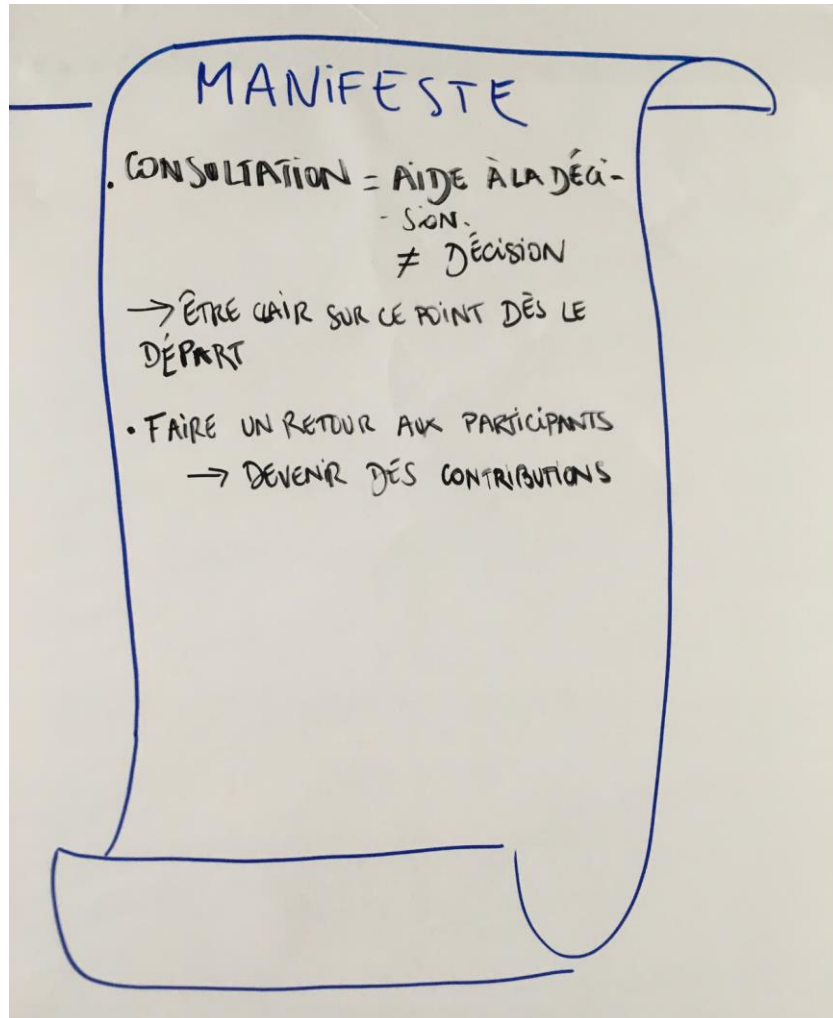 MANIFESTE
. CONSULTATION = AIDE À LA DÉCI-
- SION.
≠ DÉCISION
→ ÊTRE CLAIR SUR CE POINT DÈS LE
DÉPART
• FAIRE UN RETOUR AUX PARTICIPANTS
→ DEVENIR DES CONTRIBUTIONS